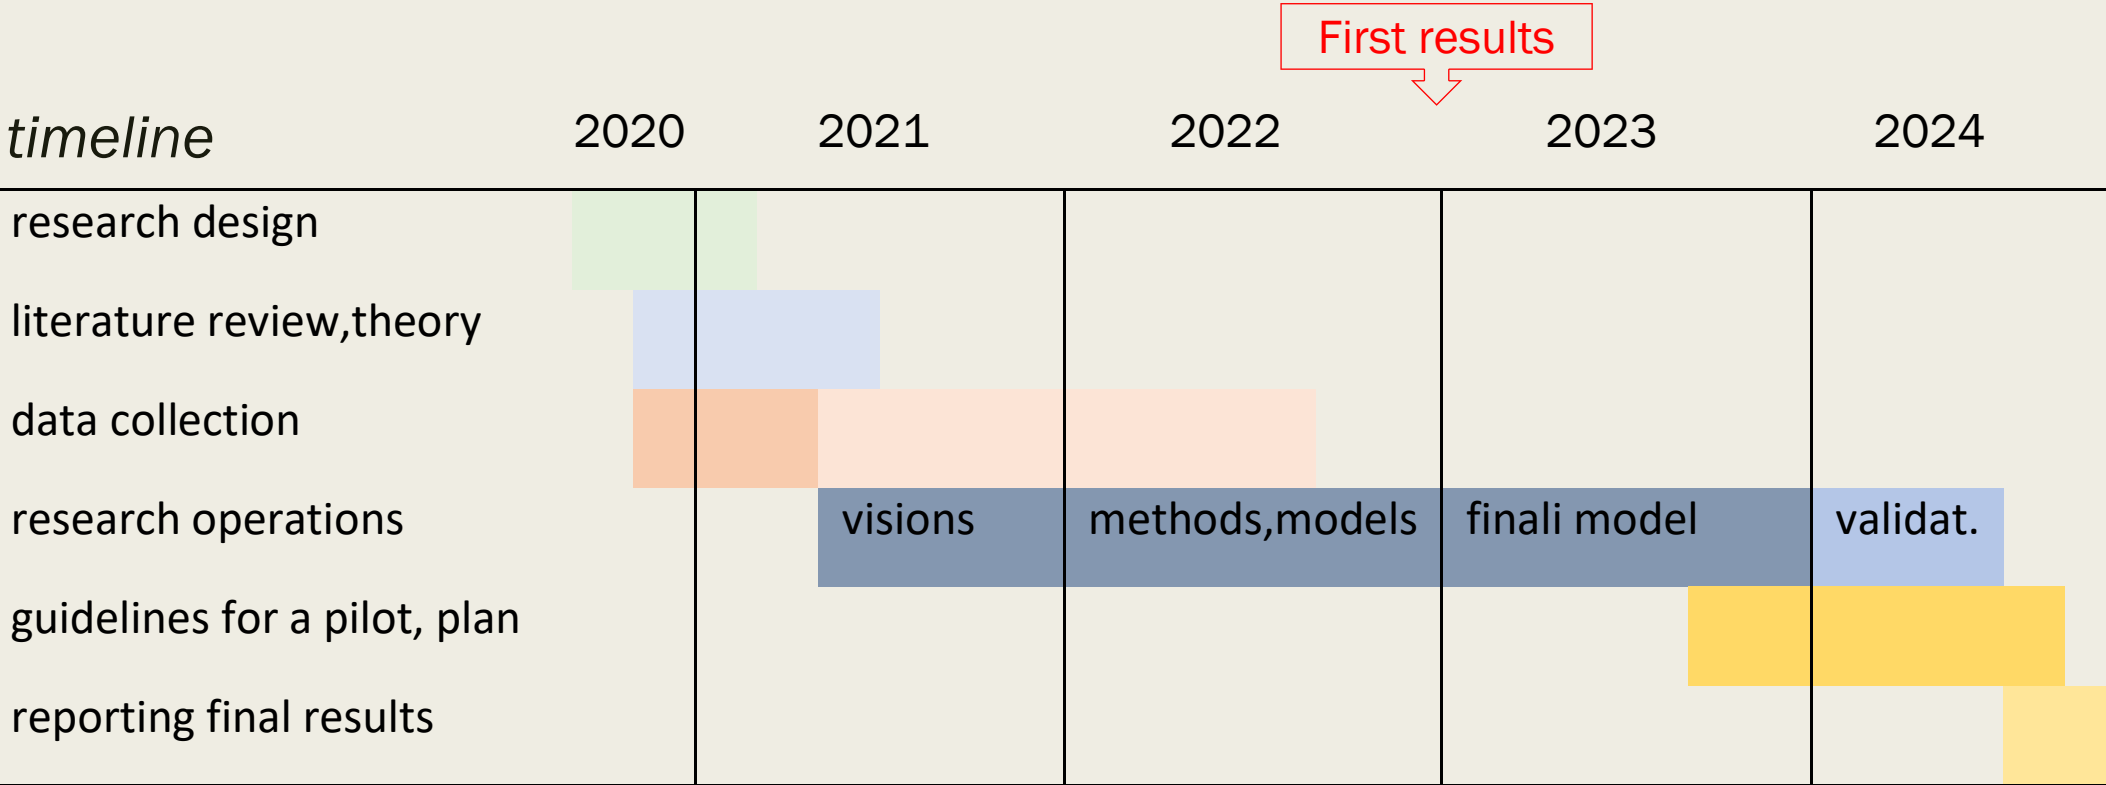 First results
timeline 2020 2021 2022 2023 2024
research design
literature review,theory
data collection
research operations visions methods,models finali model validat.
guidelines for a pilot, plan
reporting final results